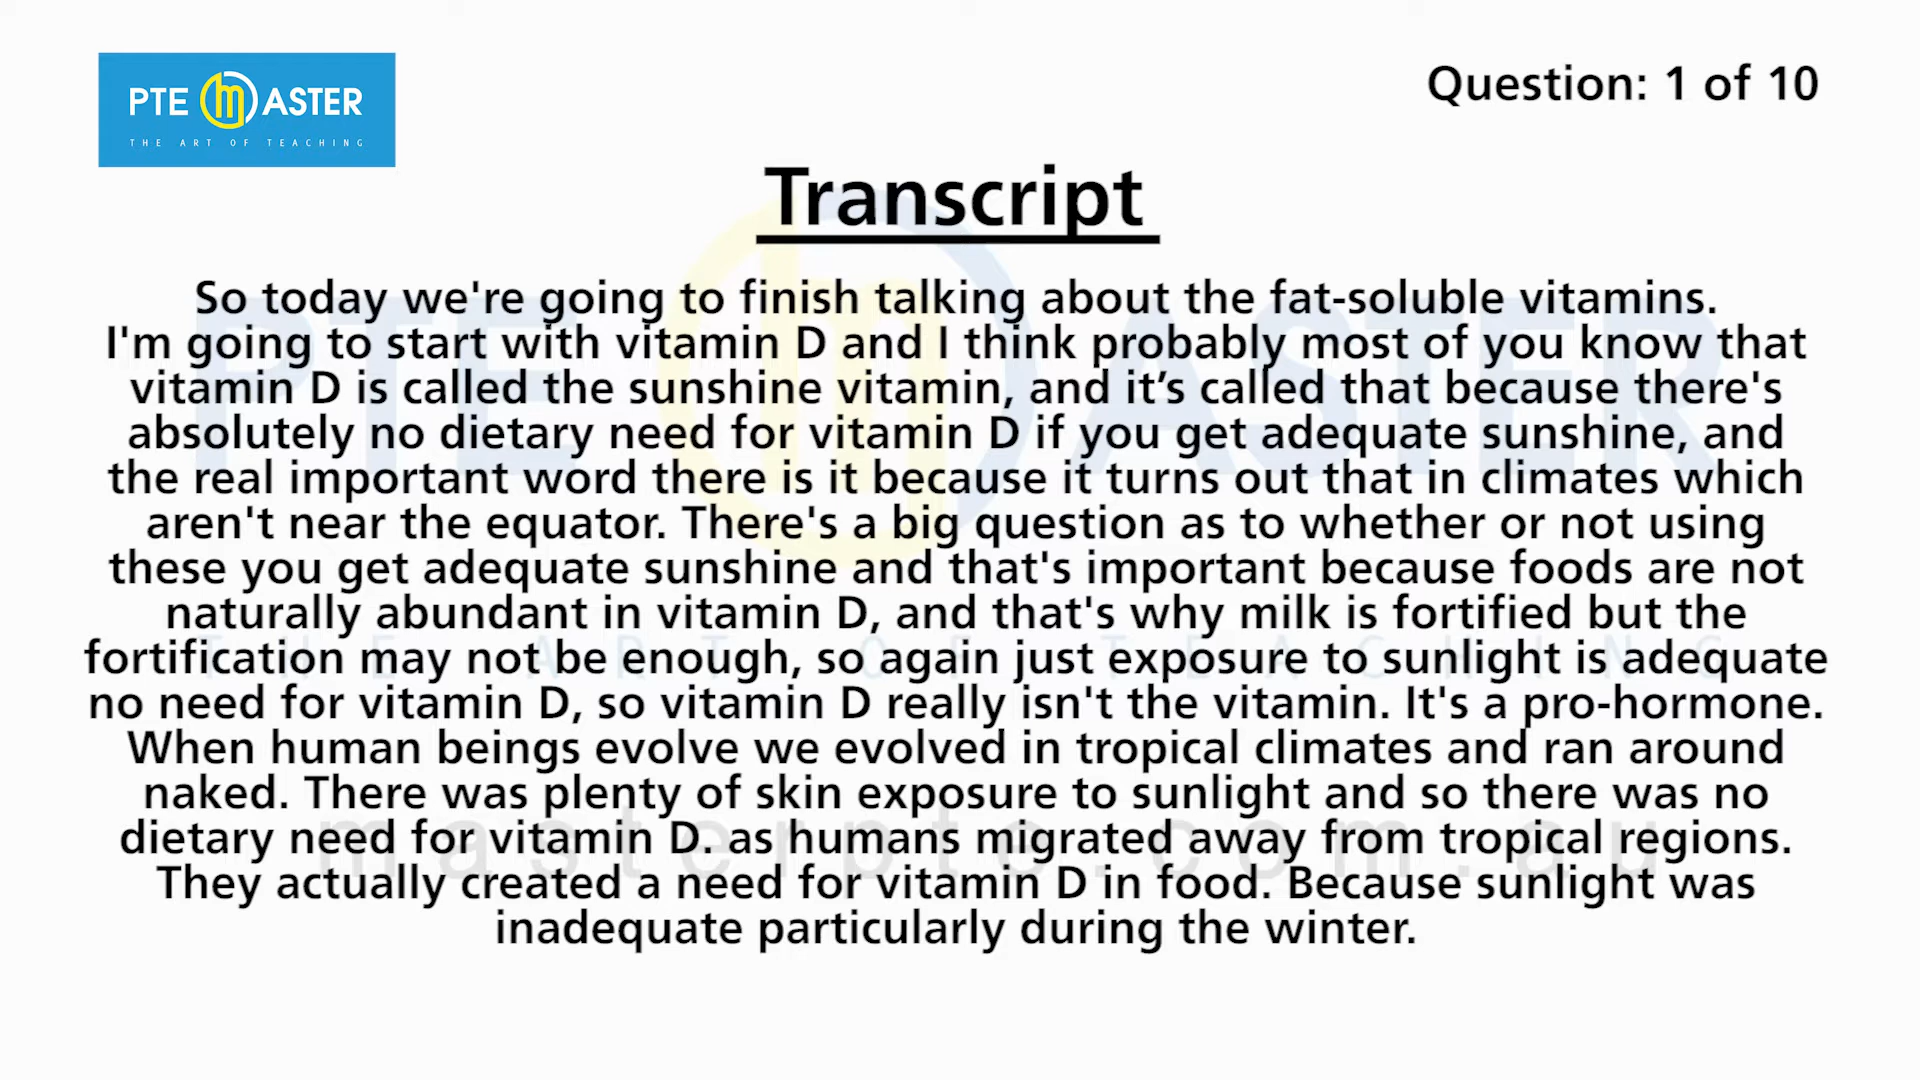 PTE MASTER
THE ART OF TEACHING
Question: 1 of 10
Transcript
So today we're going to finish talking about the fat-soluble vitamins.
I'm going to start with vitamin D and I think probably most of you know that
vitamin D is called the sunshine vitamin, and it’s called that because there's
absolutely no dietary need for vitamin D if you get adequate sunshine, and
the real important word there is it because it turns out that in climates which
aren't near the equator. There's a big question as to whether or not using
these you get adequate sunshine and that's important because foods are not
naturally abundant in vitamin D, and that's why milk is fortified but the
fortification may not be enough, so again just exposure to sunlight is adequate
no need for vitamin D, so vitamin D really isn't the vitamin. It's a pro-hormone.
When human beings evolve we evolved in tropical climates and ran around
naked. There was plenty of skin exposure to sunlight and so there was no
dietary need for vitamin D. as humans migrated away from tropical regions.
They actually created a need for vitamin D in food. Because sunlight was
inadequate particularly during the winter.
PTE MASTER
THE ART OF TEACHING
masterpte.com.au